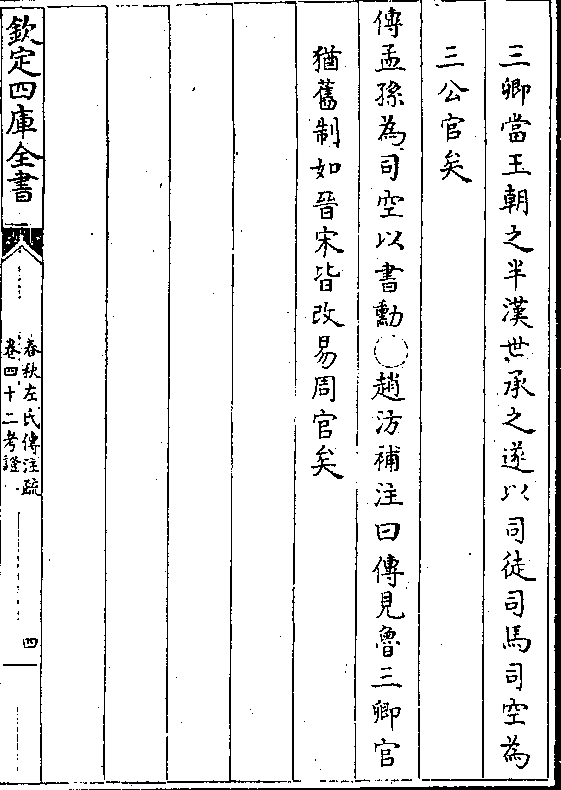 三卿當王朝之半漢世承之遂以司徒司馬司空為
三公官矣
傳孟孫為司空以書勳〇趙汸補注曰傳見魯三卿官
猶舊制如晉宋皆改易周官矣
欽定四庫全書
春秋左氏傳注疏
卷四十二考證
四